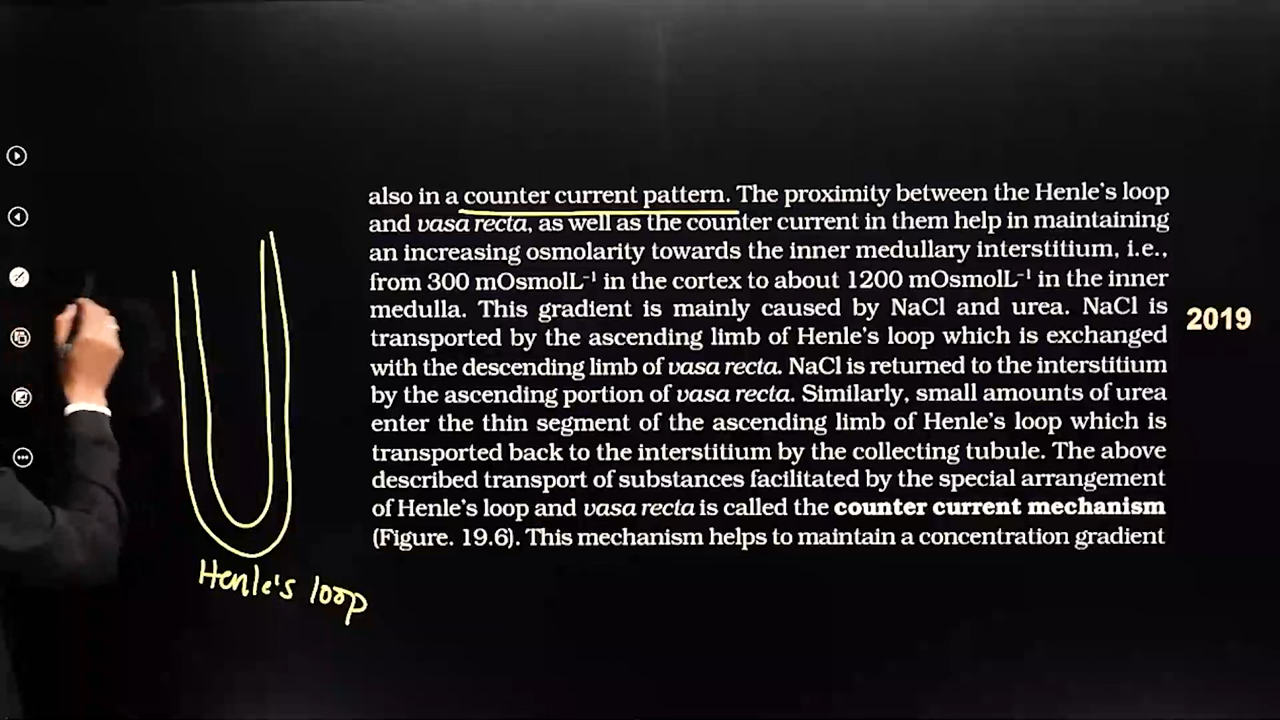 also in a counter current pattern. The proximity between the Henle's loop
and vasa recta, as well as the counter current in them help in maintaining
an increasing osmolarity towards the inner medullary interstitium, i.e.,
from 300 mOsmolL⁻¹ in the cortex to about 1200 mOsmolL⁻¹ in the inner
medulla. This gradient is mainly caused by NaCl and urea. NaCl is
transported by the ascending limb of Henle's loop which is exchanged
with the descending limb of vasa recta. NaCl is returned to the interstitium
by the ascending portion of vasa recta. Similarly, small amounts of urea
enter the thin segment of the ascending limb of Henle's loop which is
transported back to the interstitium by the collecting tubule. The above
described transport of substances facilitated by the special arrangement
of Henle's loop and vasa recta is called the counter current mechanism
(Figure. 19.6). This mechanism helps to maintain a concentration gradient
2019
Henle's loop